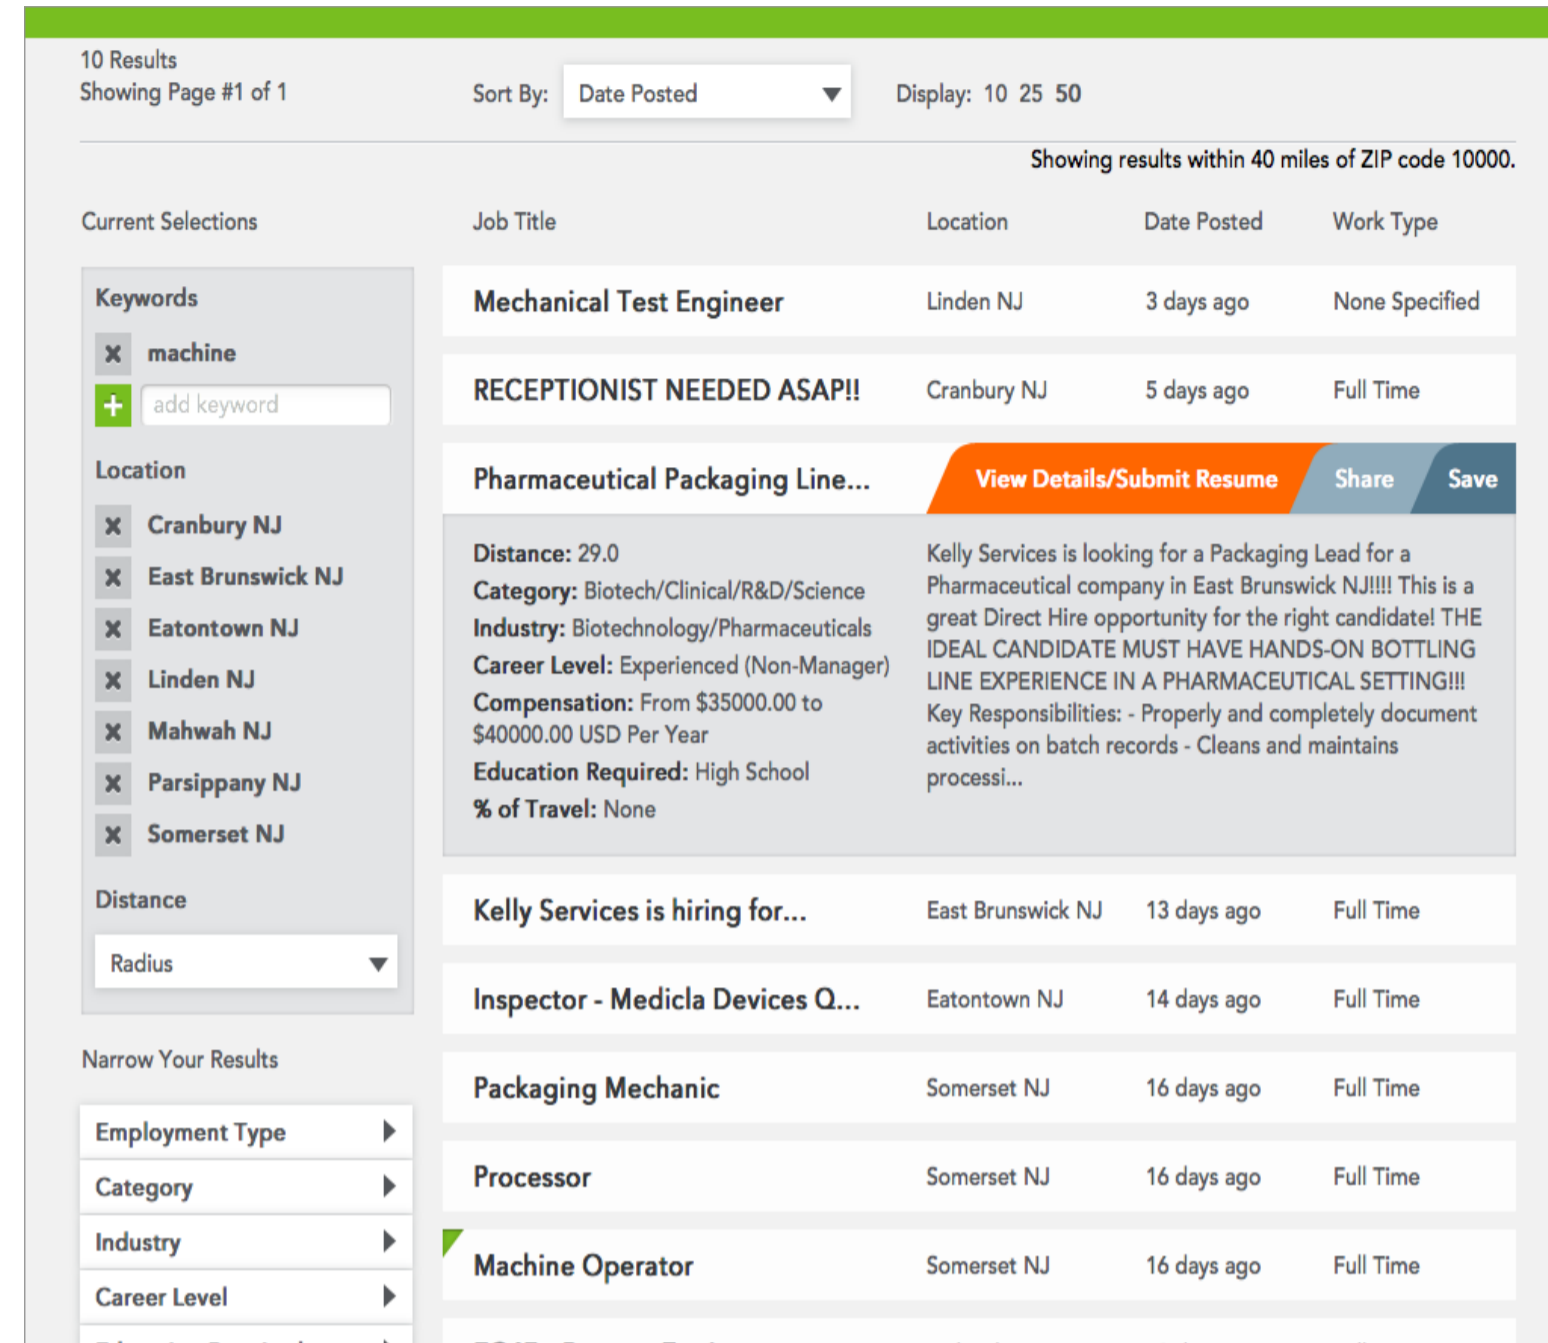 10 Results
Showing Page #1 of 1
Sort By: Date Posted
Display: 10 25 50
Showing results within 40 miles of ZIP code 10000.
Current Selections
Keywords
machine
add keyword
Location
Cranbury NJ
East Brunswick NJ
Eatontown NJ
Linden NJ
Mahwah NJ
Parsippany NJ
Somerset NJ
Distance
Radius
Narrow Your Results
Employment Type
Category
Industry
Career Level
Job Title Location Date Posted Work Type
Mechanical Test Engineer Linden NJ 3 days ago None Specified
RECEPTIONIST NEEDED ASAP!! Cranbury NJ 5 days ago Full Time
Pharmaceutical Packaging Line... View Details/Submit Resume Share Save
Distance: 29.0
Category: Biotech/Clinical/R&D/Science
Industry: Biotechnology/Pharmaceuticals
Career Level: Experienced (Non-Manager)
Compensation: From $35000.00 to
$40000.00 USD Per Year
Education Required: High School
% of Travel: None
Kelly Services is looking for a Packaging Lead for a
Pharmaceutical company in East Brunswick NJ!!!! This is a
great Direct Hire opportunity for the right candidate! THE
IDEAL CANDIDATE MUST HAVE HANDS-ON BOTTLING
LINE EXPERIENCE IN A PHARMACEUTICAL SETTING!!!
Key Responsibilities: - Properly and completely document
activities on batch records - Cleans and maintains
processi...
Kelly Services is hiring for... East Brunswick NJ 13 days ago Full Time
Inspector - Medicla Devices Q... Eatontown NJ 14 days ago Full Time
Packaging Mechanic Somerset NJ 16 days ago Full Time
Processor Somerset NJ 16 days ago Full Time
Machine Operator Somerset NJ 16 days ago Full Time